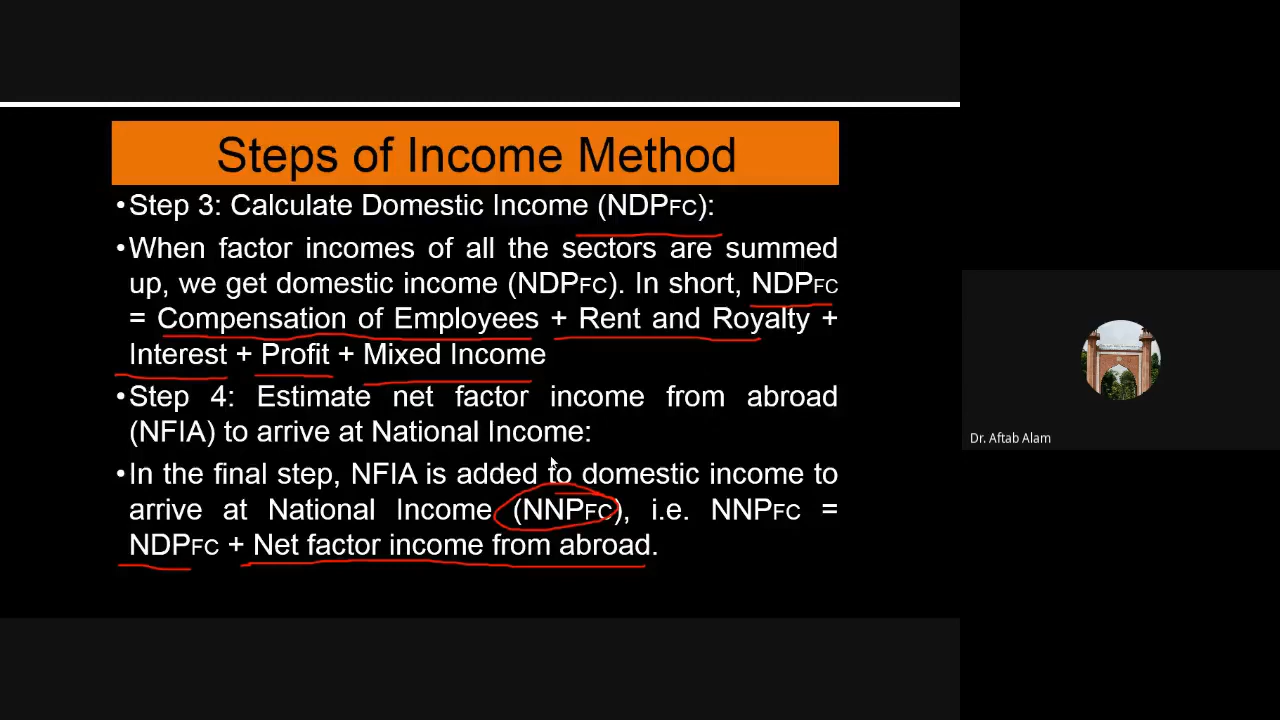 Steps of Income Method
•Step 3: Calculate Domestic Income (NDPFC):
•When factor incomes of all the sectors are summed
up, we get domestic income (NDPFC). In short, NDPFC
= Compensation of Employees + Rent and Royalty +
Interest + Profit + Mixed Income
•Step 4: Estimate net factor income from abroad
(NFIA) to arrive at National Income:
•In the final step, NFIA is added to domestic income to
arrive at National Income (NNPFC), i.e. NNPFC =
NDPFC + Net factor income from abroad.
Dr. Aftab Alam